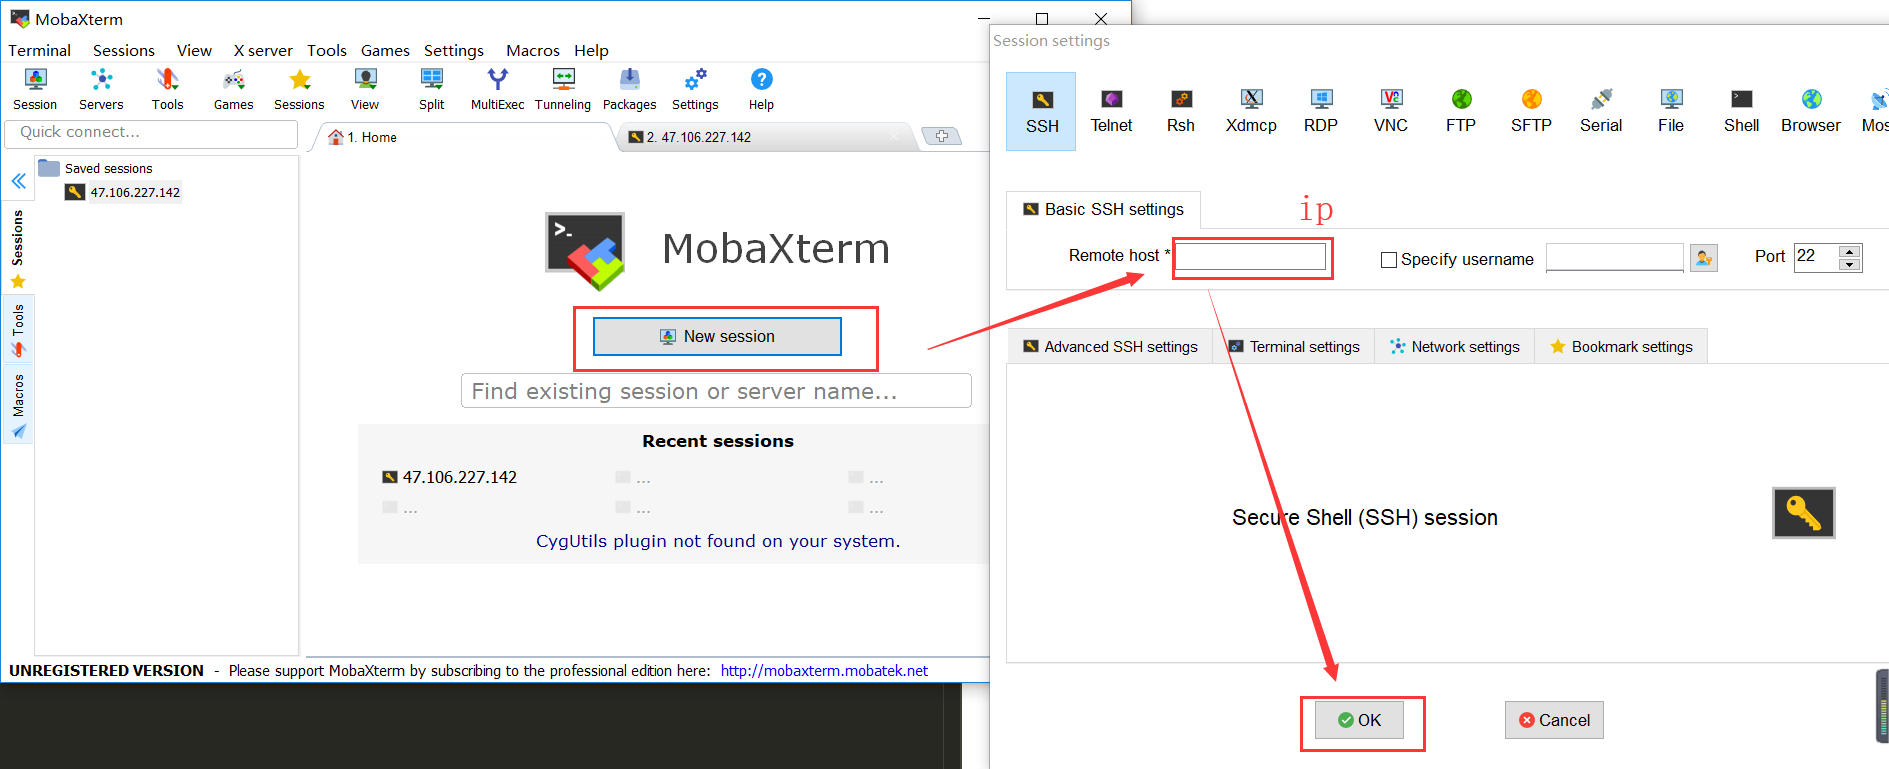 MobaXterm
Terminal Sessions View X server Tools Games Settings Macros Help
Session Servers Tools Games Sessions View Split MultiExec Tunneling Packages Settings Help
Quick connect...
1. Home
2. 47.106.227.142
Saved sessions
47.106.227.142
Sessions
Tools
Macros
MobaXterm
New session
Find existing session or server name...
Recent sessions
47.106.227.142 ... ...
... ... ...
CygUtils plugin not found on your system.
UNREGISTERED VERSION - Please support MobaXterm by subscribing to the professional edition here: http://mobaxterm.mobatek.net
Session settings
SSH Telnet Rsh Xdmcp RDP VNC FTP SFTP Serial File Shell Browser Mos
Basic SSH settings
ip
Remote host * Specify username Port 22
Advanced SSH settings Terminal settings Network settings Bookmark settings
Secure Shell (SSH) session
OK Cancel